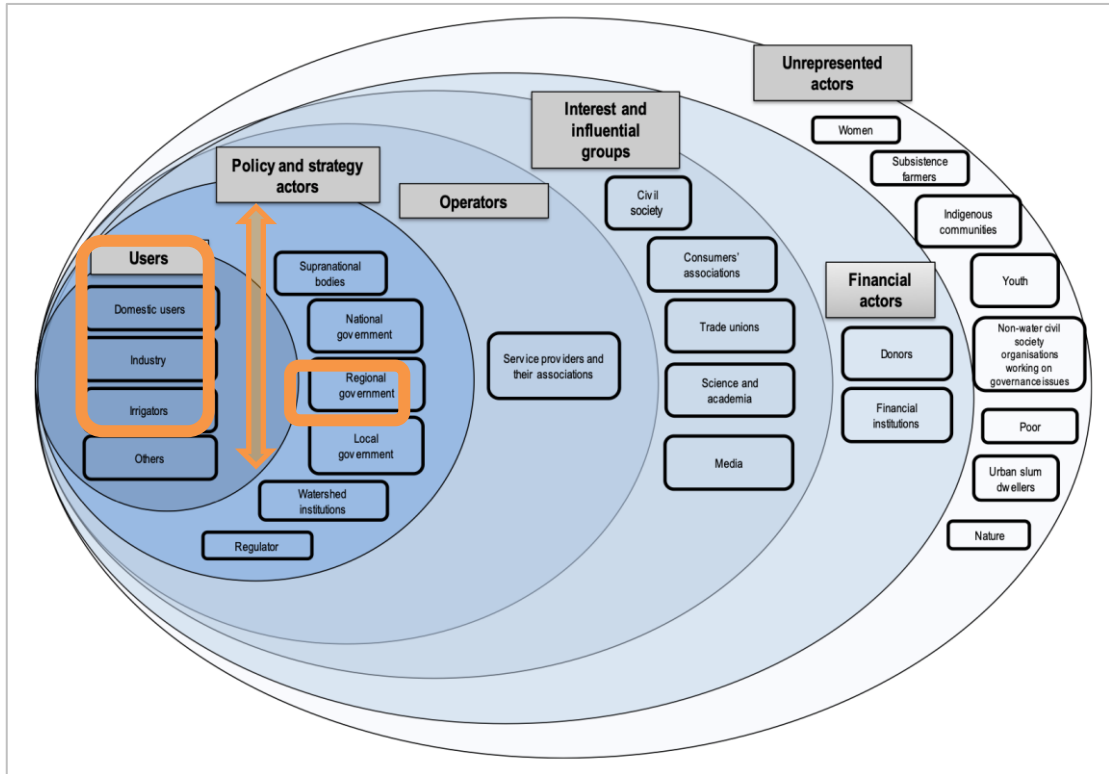 Unrepresented
actors
Women
Subsistence
farmers
Indigenous
communities
Youth
Non-water civil
society
organisations
working on
governance issues
Poor
Urban slum
dwellers
Nature
Interest and
influential
groups
Civil
society
Consumers'
associations
Trade unions
Science and
academia
Media
Financial
actors
Donors
Financial
institutions
Policy and strategy
actors
Supranational
bodies
National
government
Regional
government
Local
government
Watershed
institutions
Regulator
Operators
Service providers and
their associations
Users
Domestic users
Industry
Irrigators
Others